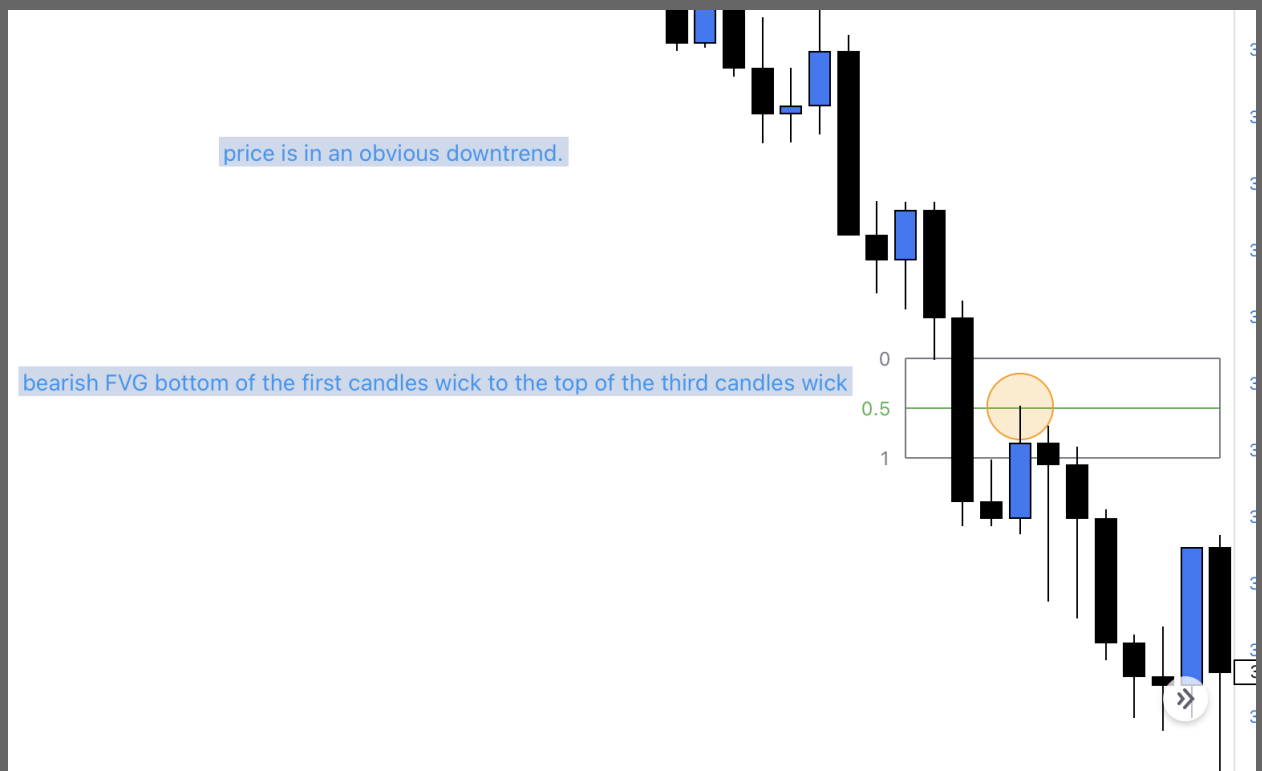 price is in an obvious downtrend.
0
bearish FVG bottom of the first candles wick to the top of the third candles wick
0.5
1